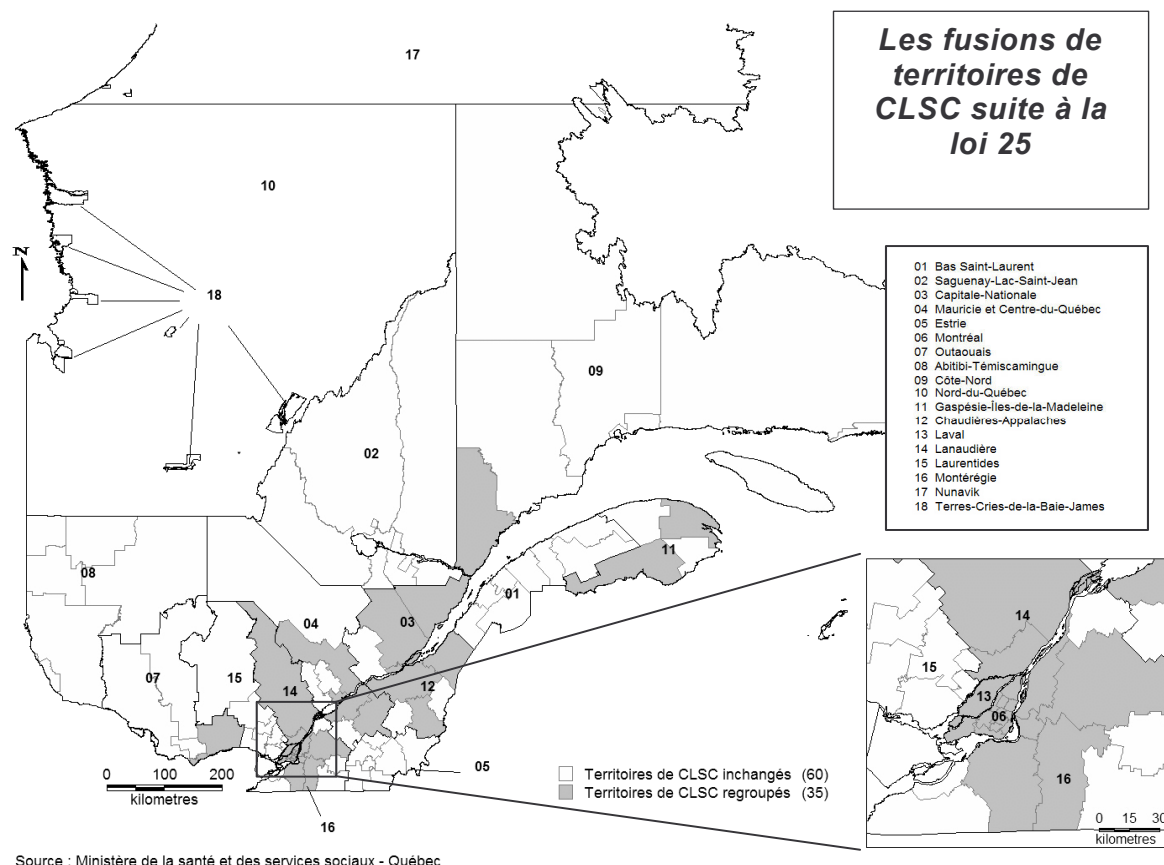 Les fusions de
territoires de
CLSC suite à la
loi 25
17
10
18
09
02
08
11
01
04
03
07
15
14
12
05
16
N
01 Bas Saint-Laurent
02 Saguenay-Lac-Saint-Jean
03 Capitale-Nationale
04 Mauricie et Centre-du-Québec
05 Estrie
06 Montréal
07 Outaouais
08 Abitibi-Témiscamingue
09 Côte-Nord
10 Nord-du-Québec
11 Gaspésie-Îles-de-la-Madeleine
12 Chaudières-Appalaches
13 Laval
14 Lanaudière
15 Laurentides
16 Montérégie
17 Nunavik
18 Terres-Cries-de-la-Baie-James
14
15
13
06
16
0 15 30
kilometres
0 100 200
kilometres
Territoires de CLSC inchangés (60)
Territoires de CLSC regroupés (35)
Source : Ministère de la santé et des services sociaux - Québec